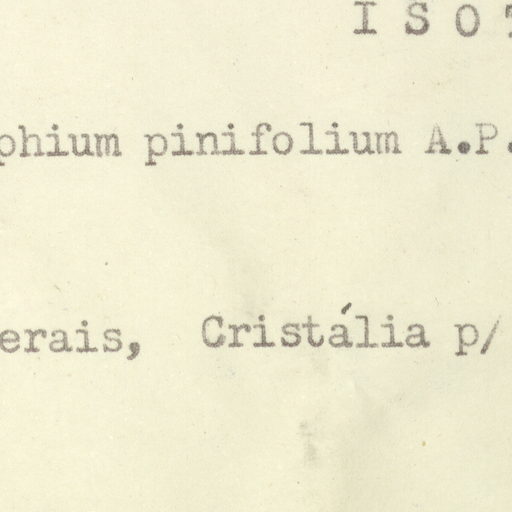 I S O
phium pinifolium A.P.
erais, Cristália p/